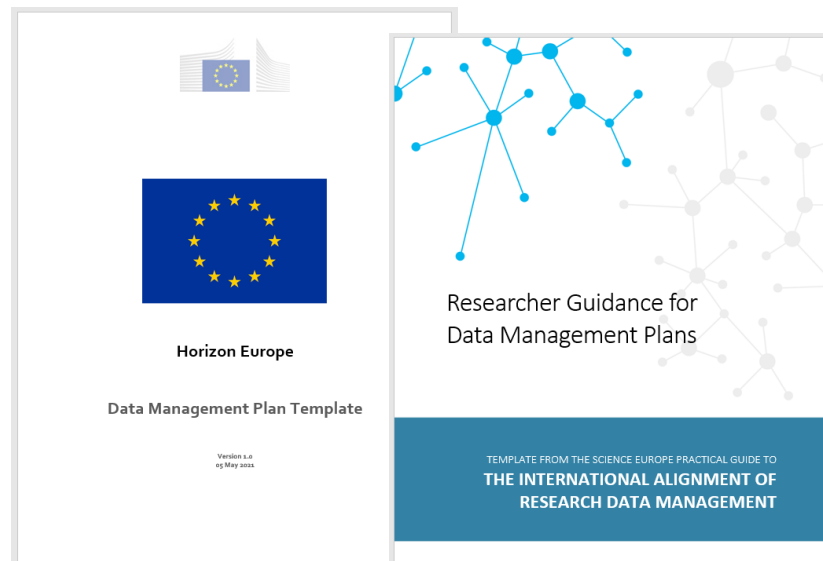 Horizon Europe
Data Management Plan Template
Version 1.0
05 May 2021
Researcher Guidance for
Data Management Plans
TEMPLATE FROM THE SCIENCE EUROPE PRACTICAL GUIDE TO
THE INTERNATIONAL ALIGNMENT OF
RESEARCH DATA MANAGEMENT